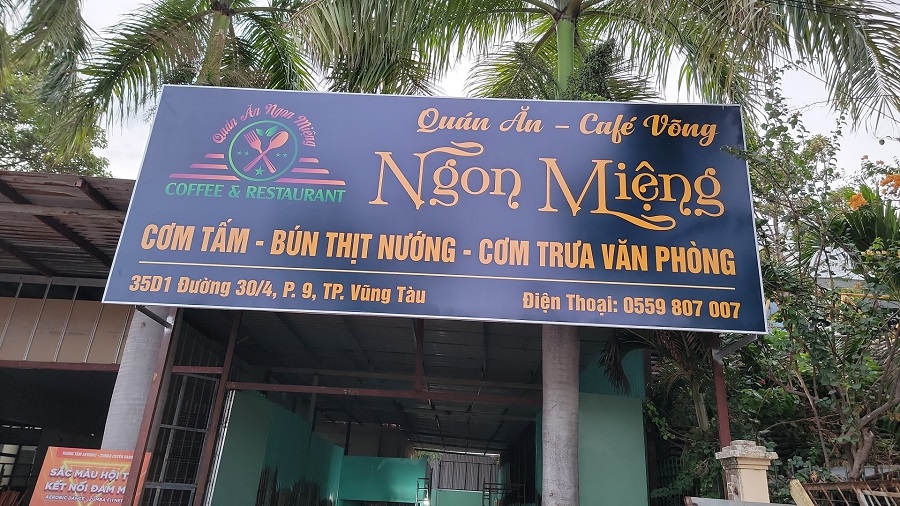 Quán Ăn Ngon Miệng
COFFEE & RESTAURANT
Quán Ăn - Café Võng
Ngon Miệng
CƠM TẤM - BÚN THỊT NƯỚNG - CƠM TRƯA VĂN PHÒNG
35D1 Đường 30/4, P. 9, TP. Vũng Tàu
Điện Thoại: 0559 807 007
SẮC MÀU HỘI T
KẾT NỐI ĐAM M